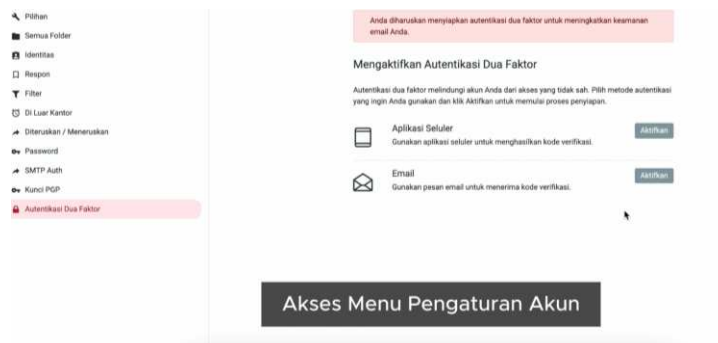 Pilihan
Semua Folder
Identitas
Respon
Filter
Di Luar Kantor
Diteruskan / Meneruskan
Password
SMTP Auth
Kunci PGP
Autentikasi Dua Faktor
Anda diharuskan menyiapkan autentikasi dua faktor untuk meningkatkan keamanan
email Anda.
Mengaktifkan Autentikasi Dua Faktor
Autentikasi dua faktor melindungi akun Anda dari akses yang tidak sah. Pilih metode autentikasi
yang ingin Anda gunakan dan klik Aktifkan untuk memulai proses penyiapan.
Aplikasi Seluler
Aktifkan
Gunakan aplikasi seluler untuk menghasilkan kode verifikasi.
Email
Aktifkan
Gunakan pesan email untuk menerima kode verifikasi.
Akses Menu Pengaturan Akun